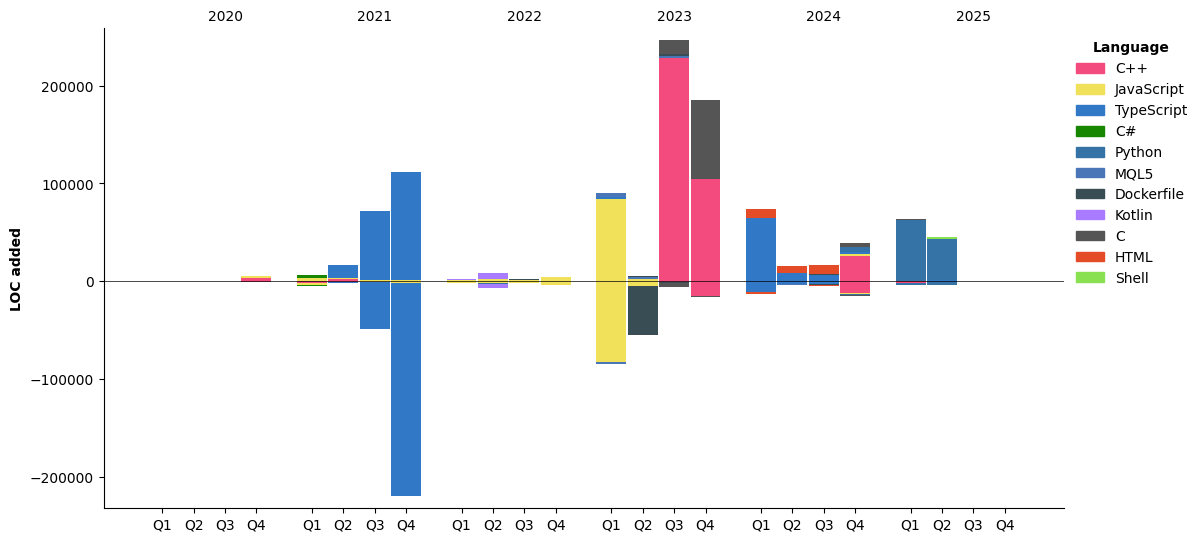 2020 2021 2022 2023 2024 2025
LOC added
200000
100000
0
−100000
−200000
Q1 Q2 Q3 Q4 Q1 Q2 Q3 Q4 Q1 Q2 Q3 Q4 Q1 Q2 Q3 Q4 Q1 Q2 Q3 Q4 Q1 Q2 Q3 Q4
Language
C++
JavaScript
TypeScript
C#
Python
MQL5
Dockerfile
Kotlin
C
HTML
Shell